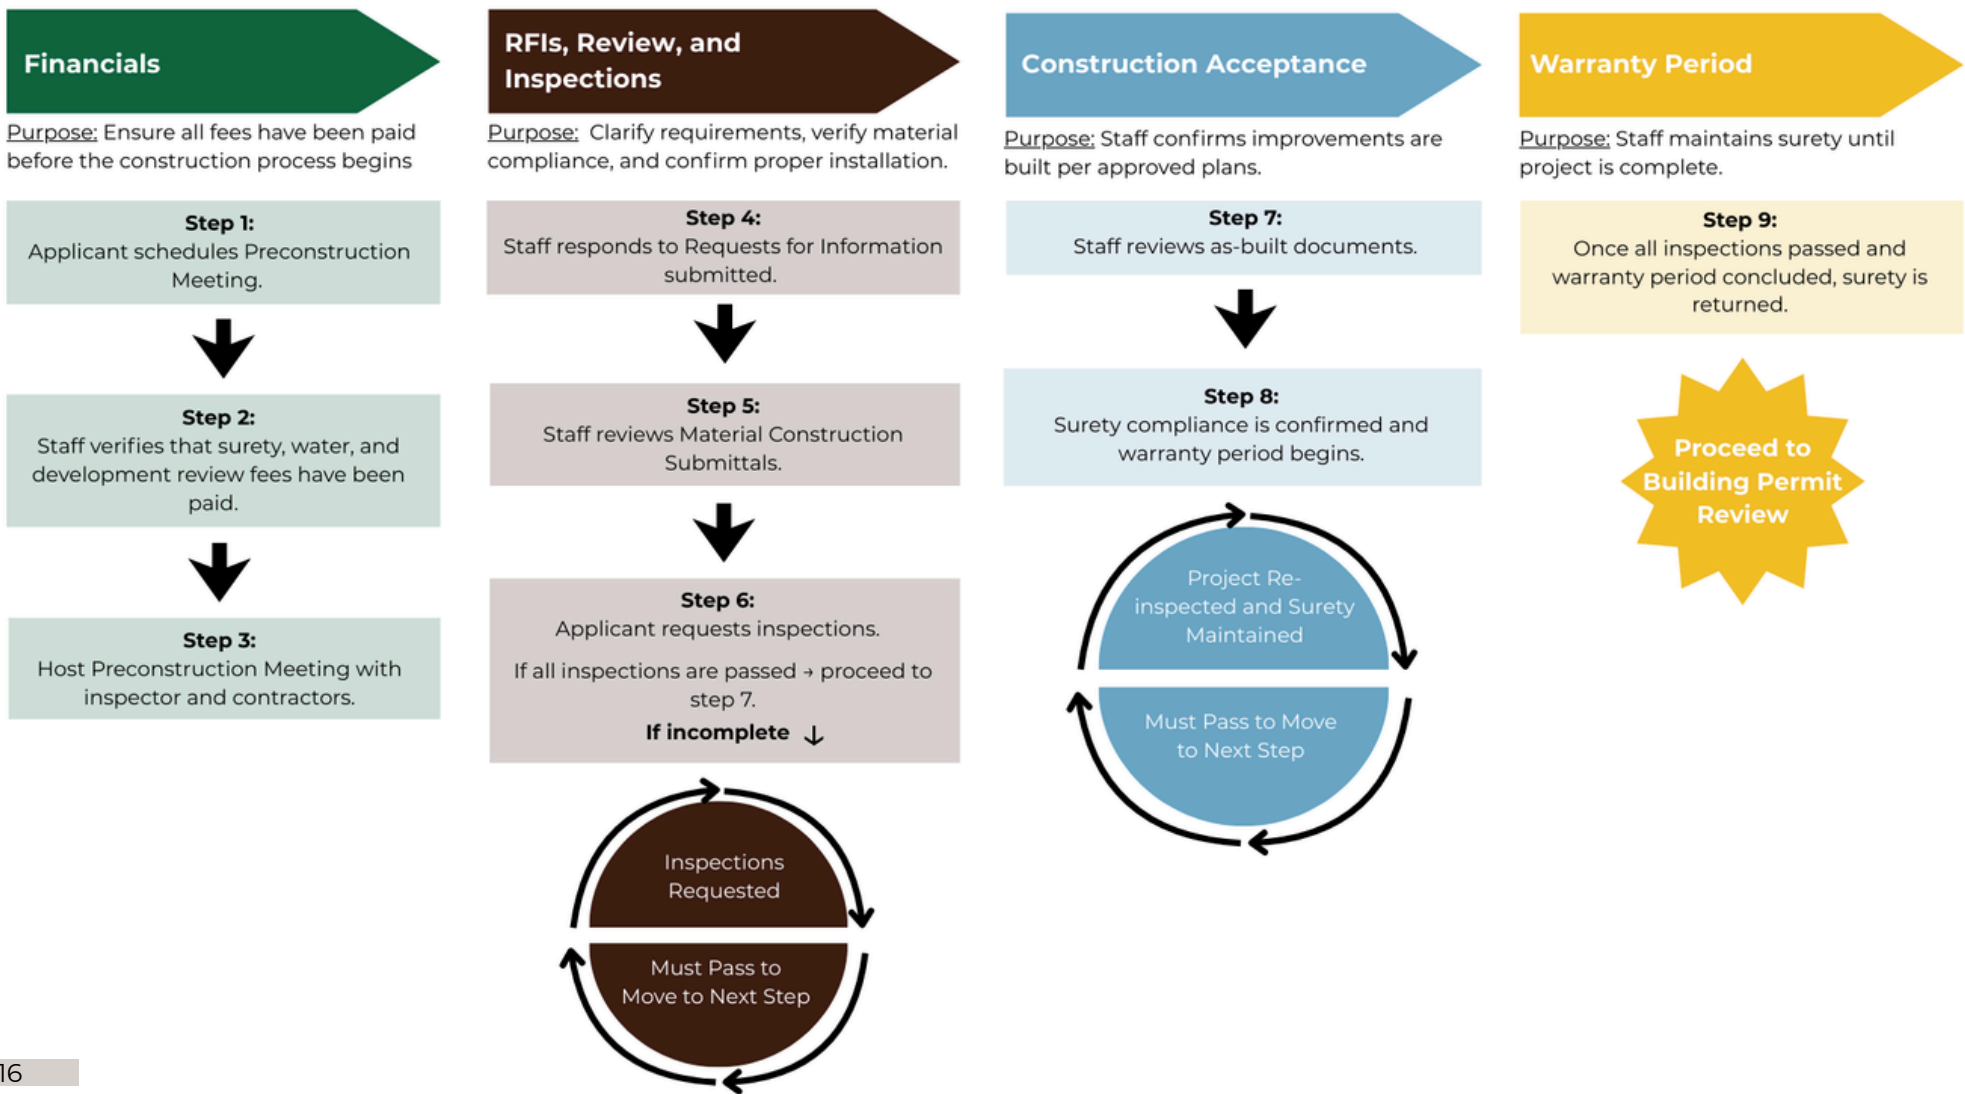 Financials
Purpose: Ensure all fees have been paid
before the construction process begins
Step 1:
Applicant schedules Preconstruction
Meeting.
Step 2:
Staff verifies that surety, water, and
development review fees have been
paid.
Step 3:
Host Preconstruction Meeting with
inspector and contractors.
RFIs, Review, and
Inspections
Purpose: Clarify requirements, verify material
compliance, and confirm proper installation.
Step 4:
Staff responds to Requests for Information
submitted.
Step 5:
Staff reviews Material Construction
Submittals.
Step 6:
Applicant requests inspections.
If all inspections are passed → proceed to
step 7.
If incomplete ↓
Inspections
Requested
Must Pass to
Move to Next Step
Construction Acceptance
Purpose: Staff confirms improvements are
built per approved plans.
Step 7:
Staff reviews as-built documents.
Step 8:
Surety compliance is confirmed and
warranty period begins.
Project Re-
inspected and Surety
Maintained
Must Pass to Move
to Next Step
Warranty Period
Purpose: Staff maintains surety until
project is complete.
Step 9:
Once all inspections passed and
warranty period concluded, surety is
returned.
Proceed to
Building Permit
Review
16